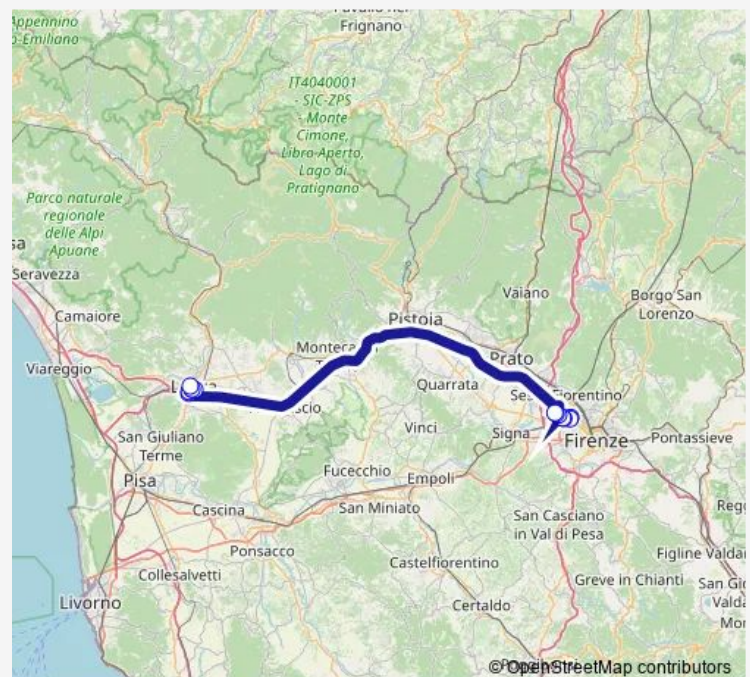 Frignano
Appennino
o-Emiliano
IT4040001
- SIC-ZPS
- Monte
Cimone,
Libro Aperto,
Lago di
Pratignano
Parco naturale
regionale
delle Alpi
Apuane
Seravezza
Camaiore
Viareggio
Vaiano
Borgo San
Lorenzo
Pistoia
Prato
Quarrata
Fiorentino
Signa
Firenze
Pontassieve
San Giuliano
Terme
Vinci
Pisa
Fucecchio
Empoli
Cascina
San Miniato
San Casciano
in Val di Pesa
Ponsacco
Figline Valda
Collesalvetti
Castelfiorentino
Greve in Chianti
Livorno
Certaldo
© OpenStreetMap contributors